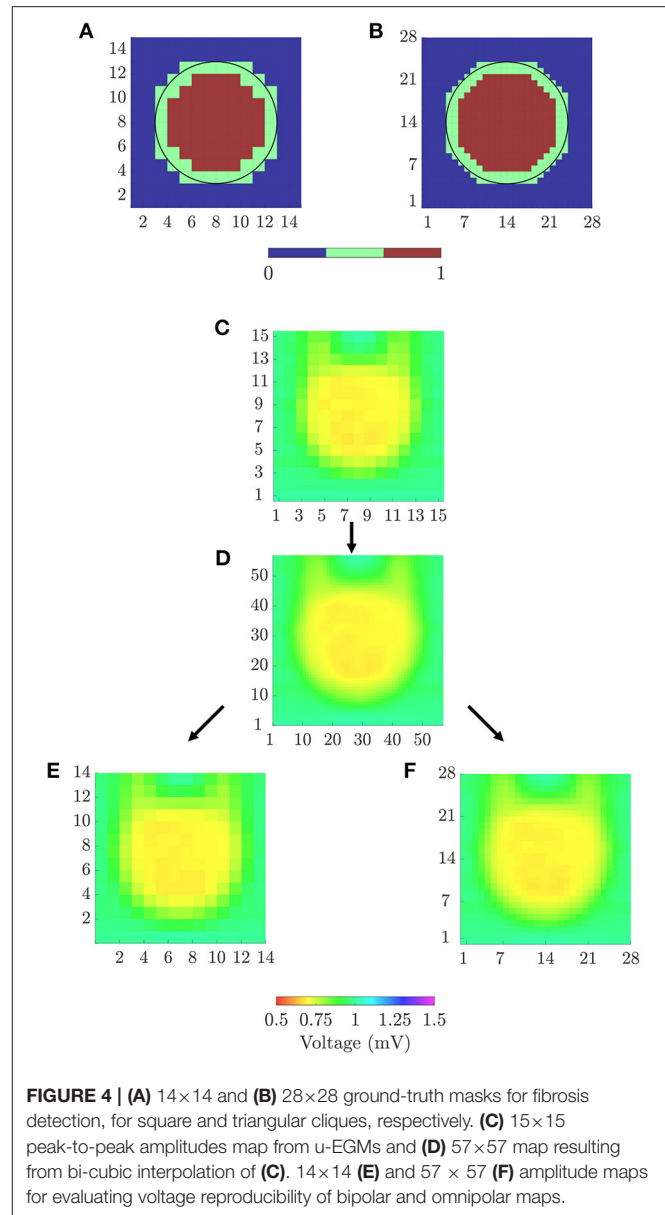 A
14
12
10
8
6
4
2
2 4 6 8 10 12 14
B
28
21
14
7
1
1 7 14 21 28
0 1
C
15
13
11
9
7
5
3
1
1 3 5 7 9 11 13 15
D
50
40
30
20
10
1
1 10 20 30 40 50
E
14
12
10
8
6
4
2
2 4 6 8 10 12 14
F
28
21
14
7
1
1 7 14 21 28
0.5 0.75 1 1.25 1.5
Voltage (mV)
FIGURE 4 | (A) 14×14 and (B) 28×28 ground-truth masks for fibrosis
detection, for square and triangular cliques, respectively. (C) 15×15
peak-to-peak amplitudes map from u-EGMs and (D) 57×57 map resulting
from bi-cubic interpolation of (C). 14×14 (E) and 57 × 57 (F) amplitude maps
for evaluating voltage reproducibility of bipolar and omnipolar maps.